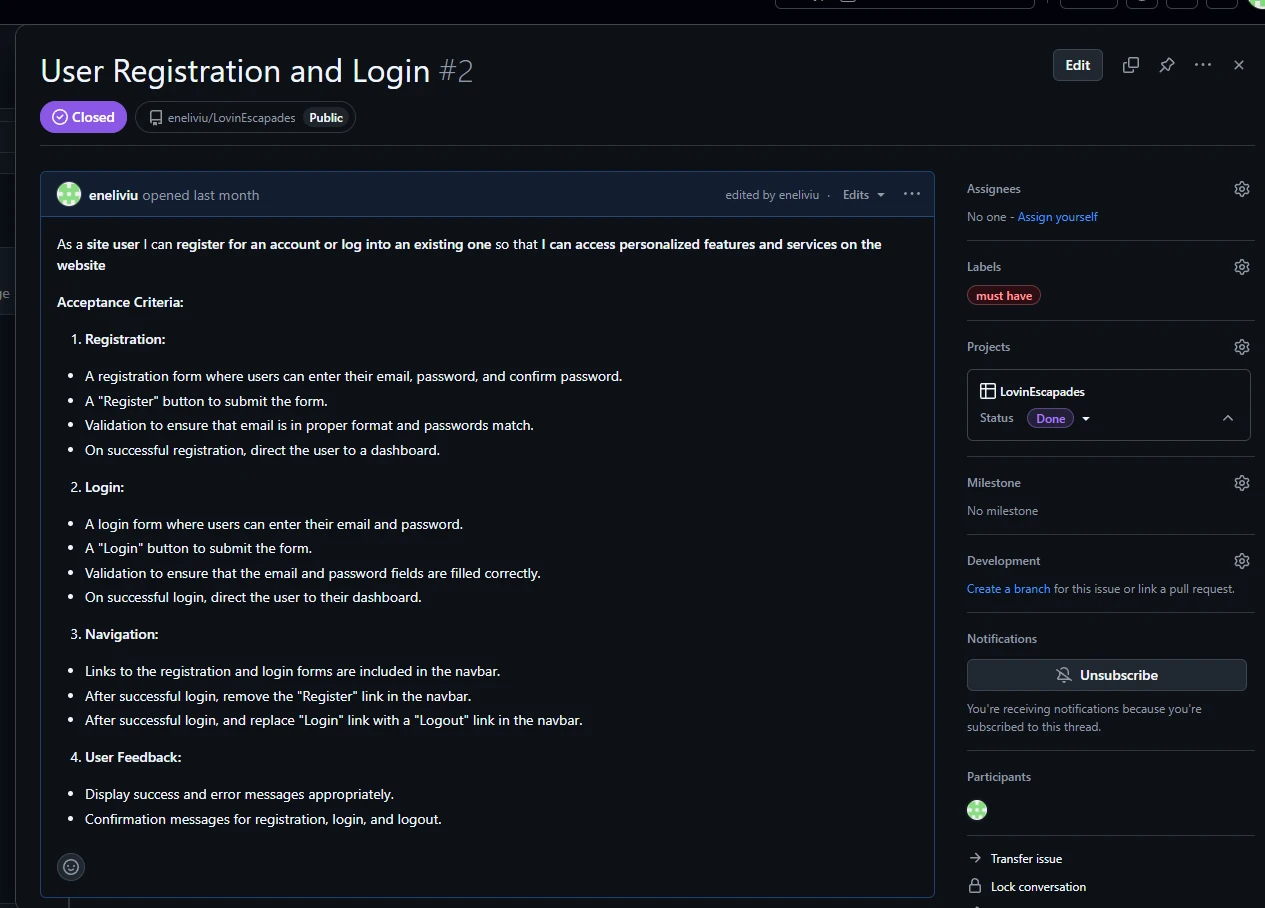 User Registration and Login #2
Edit
Closed
eneliviu/LovinEscapades Public
eneliviu opened last month
edited by eneliviu · Edits
As a site user I can register for an account or log into an existing one so that I can access personalized features and services on the
website
Acceptance Criteria:
1. Registration:
• A registration form where users can enter their email, password, and confirm password.
• A "Register" button to submit the form.
• Validation to ensure that email is in proper format and passwords match.
• On successful registration, direct the user to a dashboard.
2. Login:
• A login form where users can enter their email and password.
• A "Login" button to submit the form.
• Validation to ensure that the email and password fields are filled correctly.
• On successful login, direct the user to their dashboard.
3. Navigation:
• Links to the registration and login forms are included in the navbar.
• After successful login, remove the "Register" link in the navbar.
• After successful login, and replace "Login" link with a "Logout" link in the navbar.
4. User Feedback:
• Display success and error messages appropriately.
• Confirmation messages for registration, login, and logout.
Assignees
No one - Assign yourself
Labels
must have
Projects
LovinEscapades
Status Done
Milestone
No milestone
Development
Create a branch for this issue or link a pull request.
Notifications
Unsubscribe
You're receiving notifications because you're
subscribed to this thread.
Participants
Transfer issue
Lock conversation